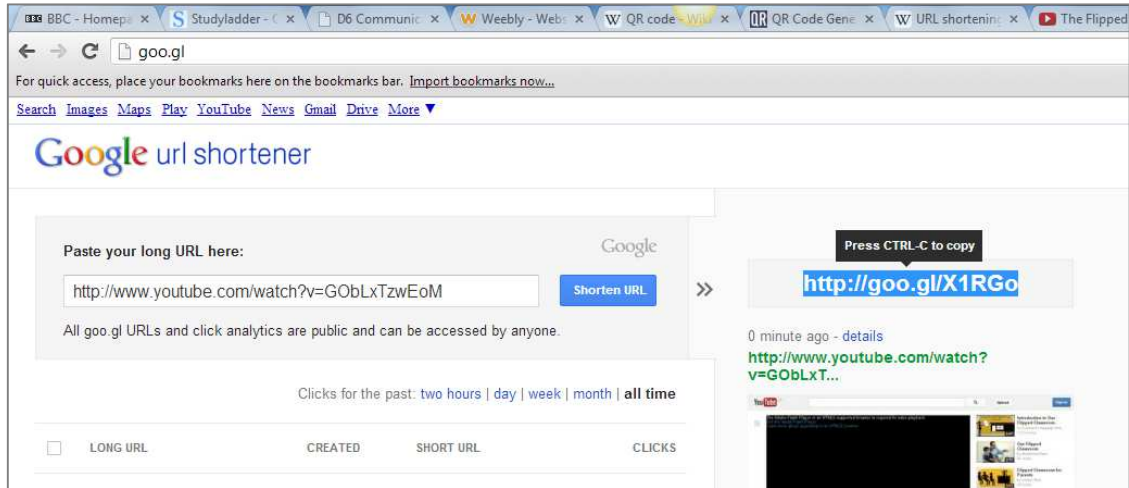 BBC - Homepa
Studyladder - (
D6 Communic
Weebly - Webs
QR code - Wiki
QR Code Gene
URL shortening
The Flipped
goo.gl
For quick access, place your bookmarks here on the bookmarks bar. Import bookmarks now...
Search Images Maps Play YouTube News Gmail Drive More ▼
Google url shortener
Paste your long URL here:
Google
http://www.youtube.com/watch?v=GObLxTzwEoM
Shorten URL
All goo.gl URLs and click analytics are public and can be accessed by anyone.
Press CTRL-C to copy
http://goo.gl/X1RGo
0 minute ago - details
http://www.youtube.com/watch?
v=GObLxT...
Clicks for the past: two hours | day | week | month | all time
LONG URL CREATED SHORT URL CLICKS
YouTube